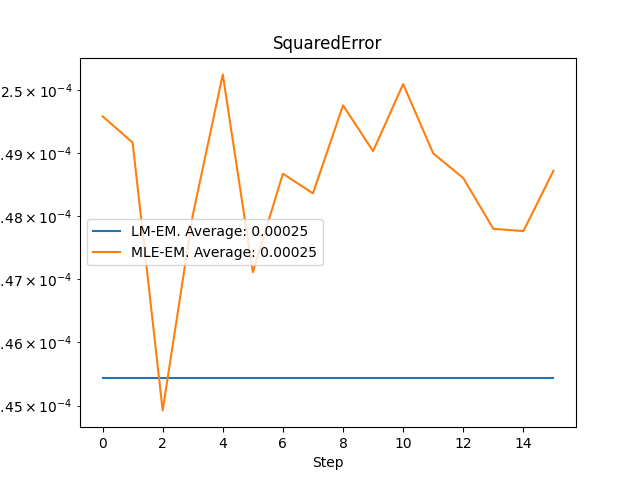 SquaredError
2.5 × 10⁻⁴
.49 × 10⁻⁴
.48 × 10⁻⁴
.47 × 10⁻⁴
.46 × 10⁻⁴
.45 × 10⁻⁴
LM-EM. Average: 0.00025
MLE-EM. Average: 0.00025
0 2 4 6 8 10 12 14
Step